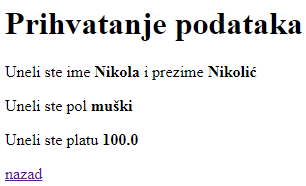 Prihvatanje podataka
Uneli ste ime Nikola i prezime Nikolić
Uneli ste pol muški
Uneli ste platu 100.0
nazad